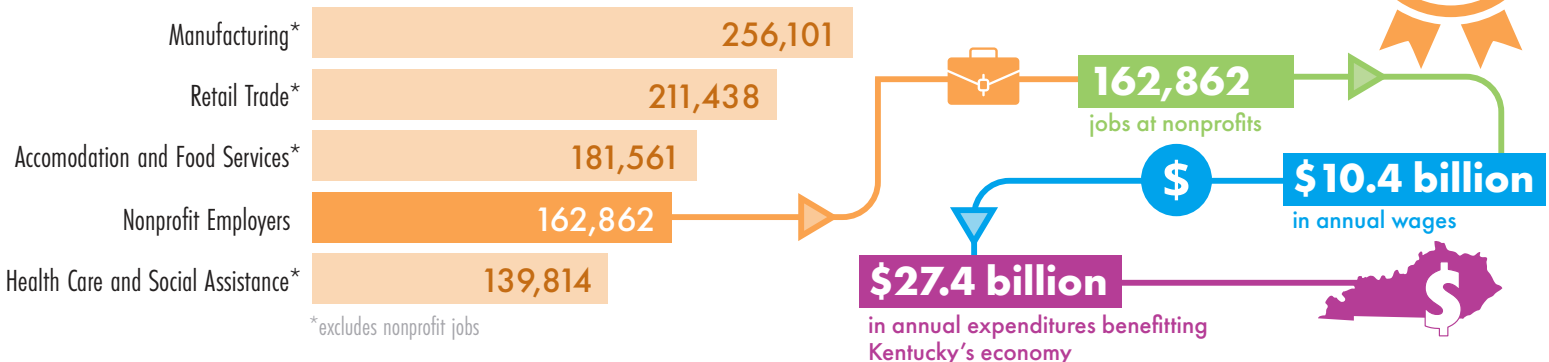 Manufacturing* 256,101
Retail Trade* 211,438
Accomodation and Food Services* 181,561
Nonprofit Employers 162,862
Health Care and Social Assistance* 139,814
*excludes nonprofit jobs
162,862
jobs at nonprofits
$
$10.4 billion
in annual wages
$27.4 billion
in annual expenditures benefitting
Kentucky's economy
$